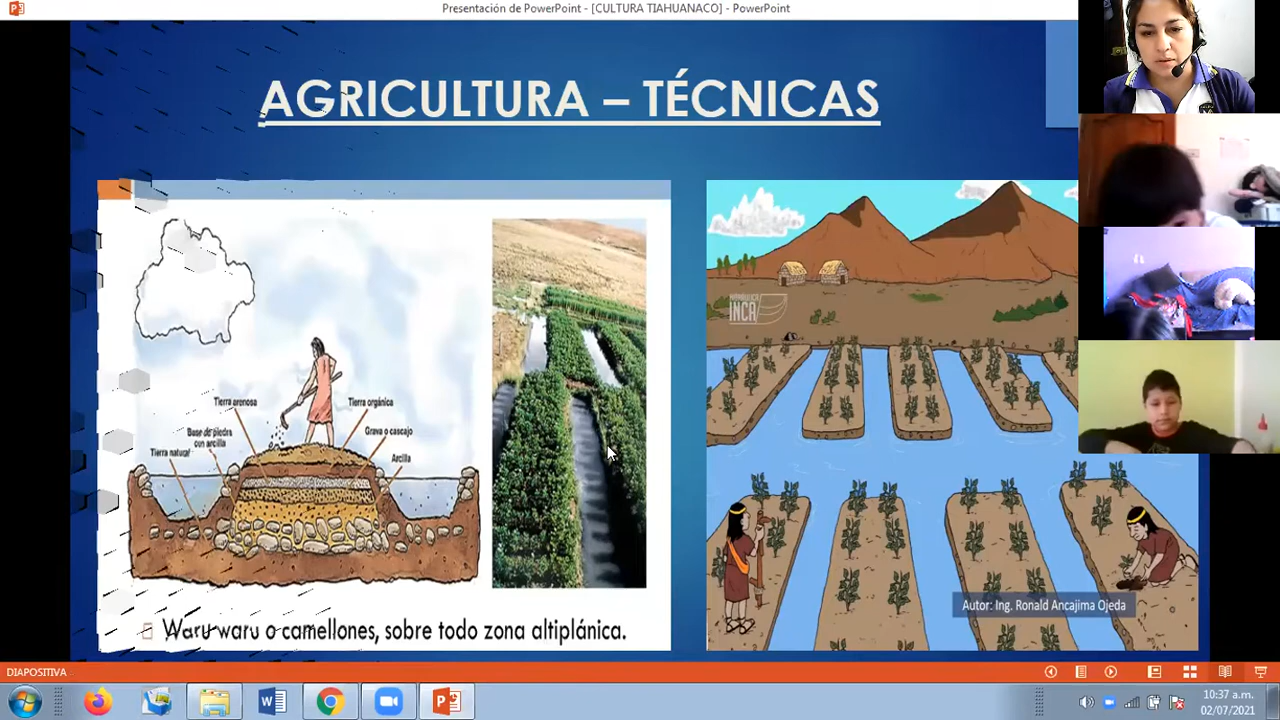 Presentación de PowerPoint - [CULTURA TIAHUANACO] - PowerPoint
AGRICULTURA – TÉCNICAS
Tierra arenosa
Tierra orgánica
Base de piedra
con arcilla
Grava o cascajo
Tierra natural
Arcilla
Waru waru o camellones, sobre todo zona altiplánica.
INCA
Autor: Ing. Ronald Ancajima Ojeda
DIAPOSITIVA
10:37 a.m.
02/07/2021